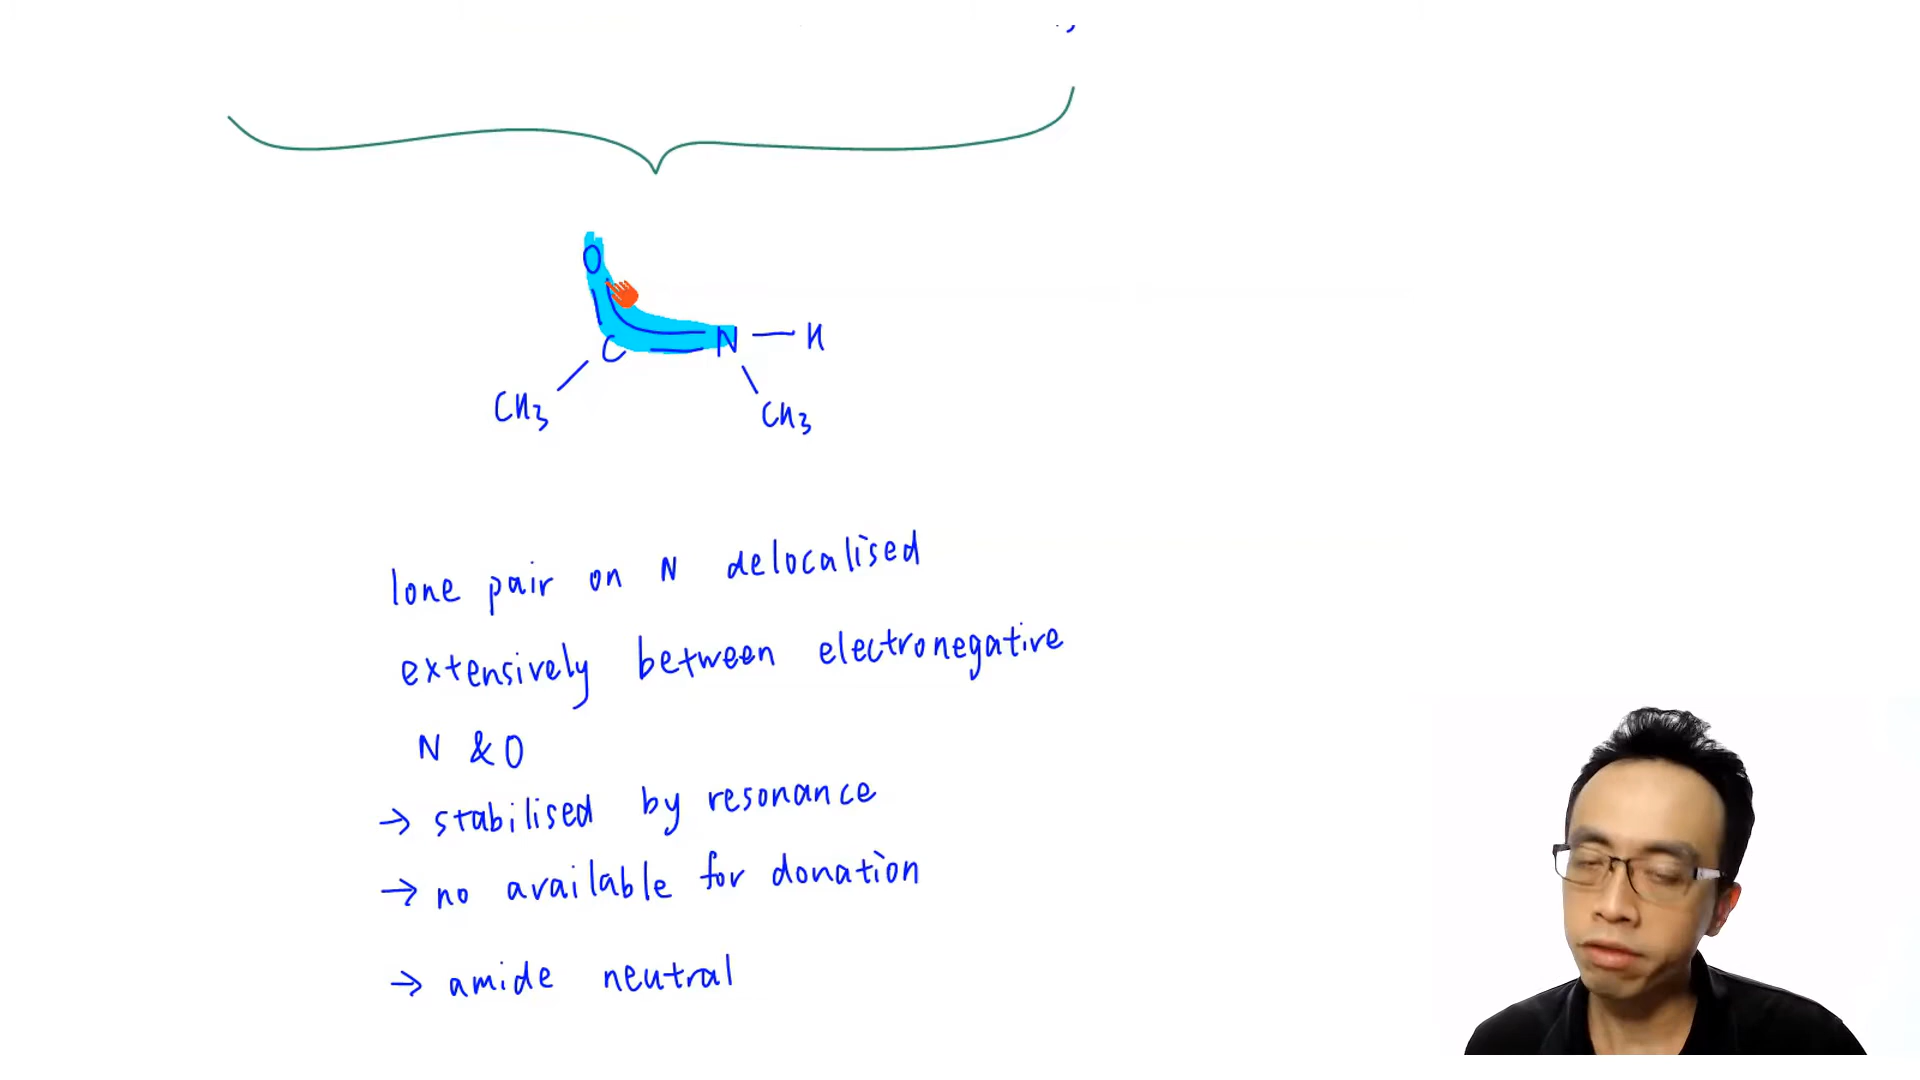 O
C N — H
CH3 CH3
lone pair on N delocalised
extensively between electronegative
N & O
→ stabilised by resonance
→ no available for donation
→ amide neutral